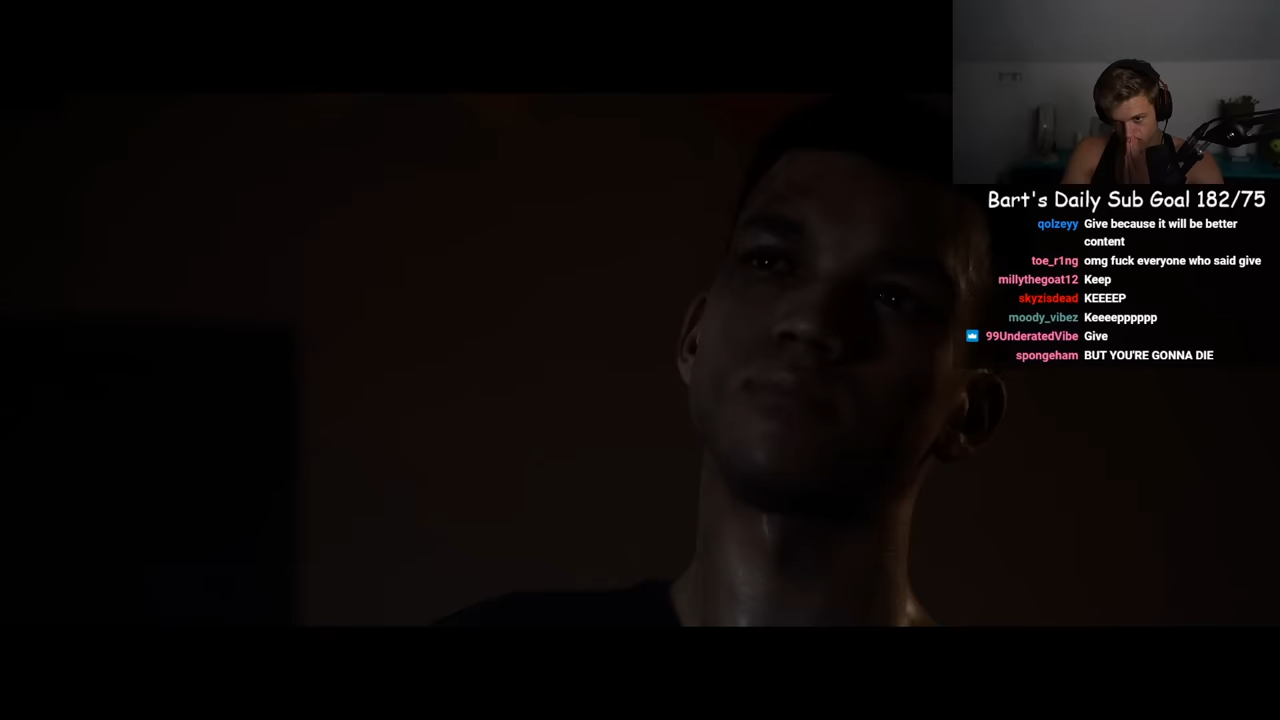 Bart's Daily Sub Goal 182/75
qolzeyy Give because it will be better
content
toe_r1ng omg fuck everyone who said give
millythegoat12 Keep
skyzisdead KEEEEP
moody_vibez Keeeepppppp
99UnderatedVibe Give
spongeham BUT YOU'RE GONNA DIE